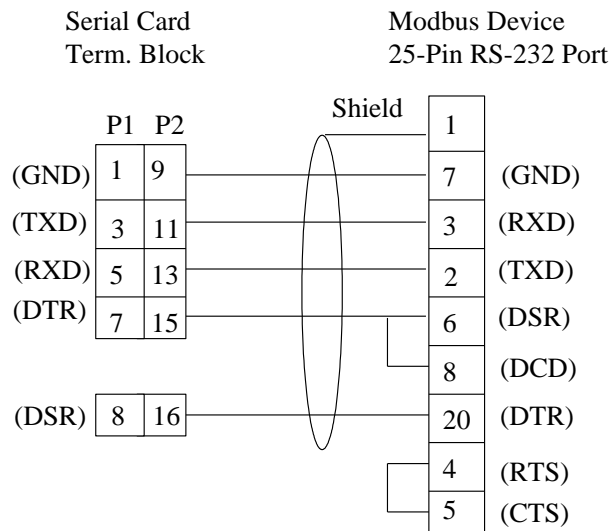 Serial Card Modbus Device
Term. Block 25-Pin RS-232 Port
Shield 1
P1 P2
(GND) 1 9 7 (GND)
(TXD) 3 11 3 (RXD)
(RXD) 5 13 2 (TXD)
(DTR) 7 15 6 (DSR)
8 (DCD)
(DSR) 8 16 20 (DTR)
4 (RTS)
5 (CTS)